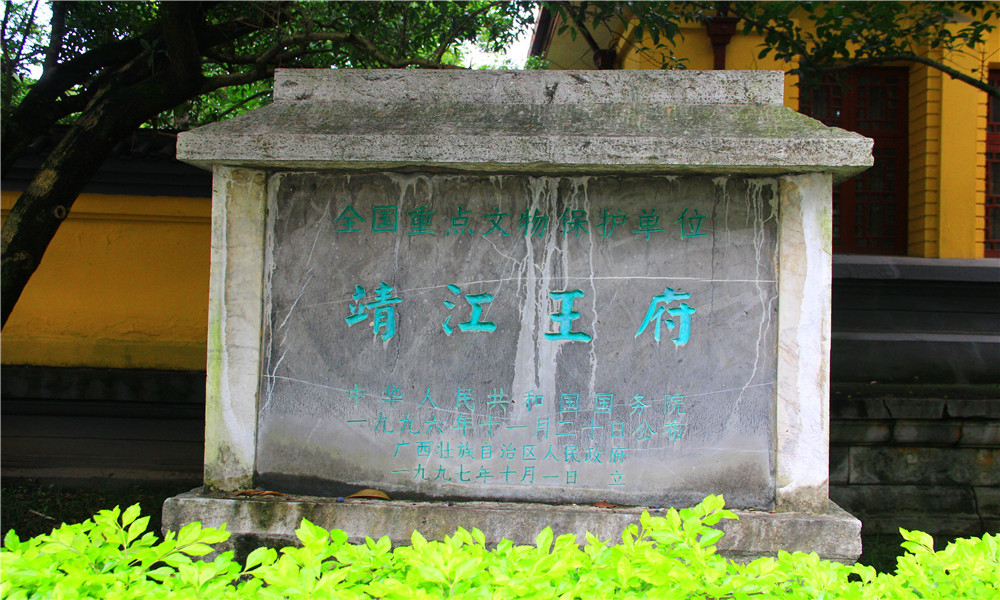 全国重点文物保护单位
靖江王府
中华人民共和国国务院
一九九六年十一月二十日公布
广西壮族自治区人民政府
一九九七年十月一日 立